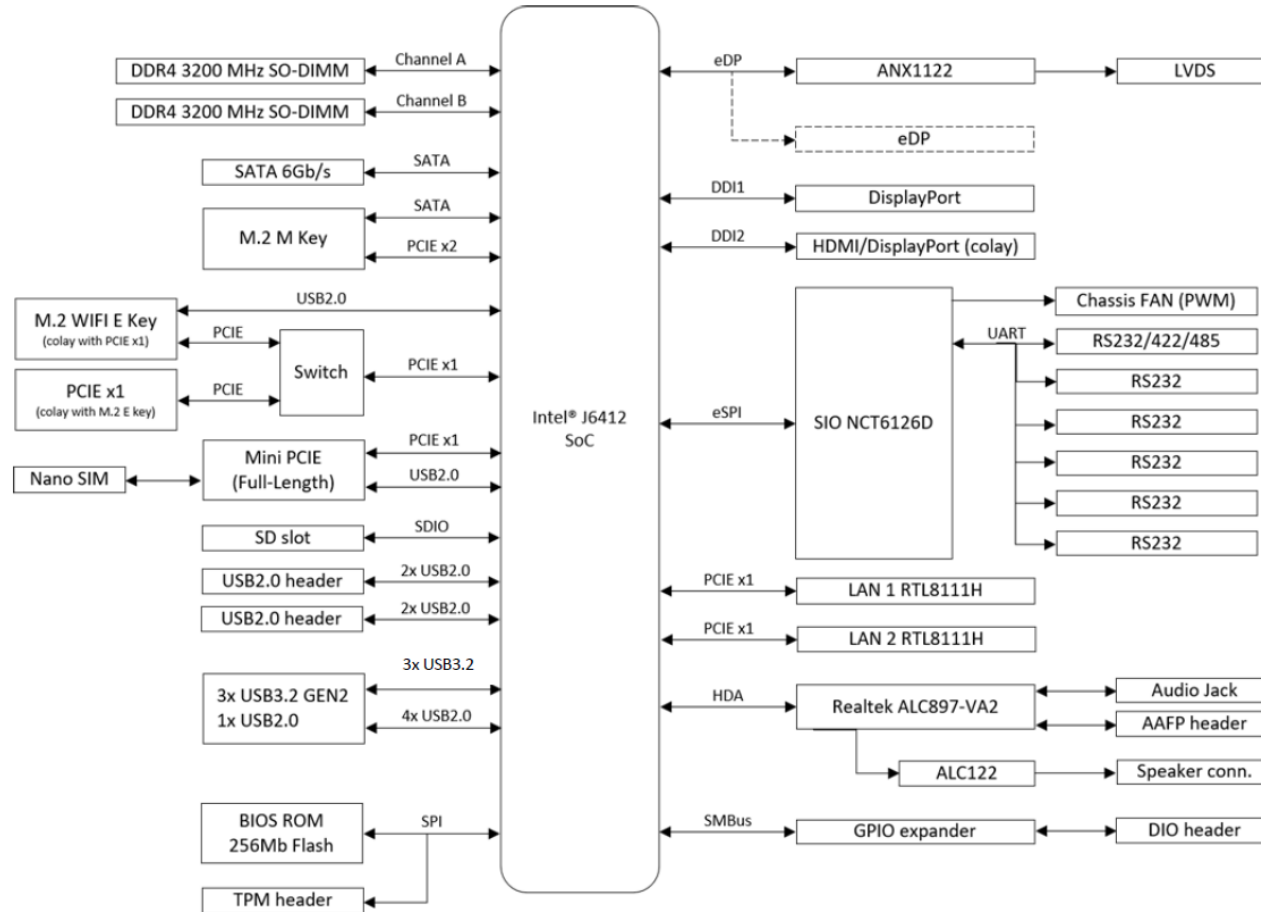 DDR4 3200 MHz SO-DIMM
Channel A
DDR4 3200 MHz SO-DIMM
Channel B
SATA 6Gb/s
SATA
M.2 M Key
SATA
PCIE x2
M.2 WIFI E Key
(colay with PCIE x1)
USB2.0
PCIE
PCIE x1
(colay with M.2 E key)
PCIE
Switch
PCIE x1
Nano SIM
Mini PCIE
(Full-Length)
PCIE x1
USB2.0
SD slot
SDIO
USB2.0 header
2x USB2.0
USB2.0 header
2x USB2.0
3x USB3.2 GEN2
1x USB2.0
3x USB3.2
4x USB2.0
BIOS ROM
256Mb Flash
SPI
TPM header
Intel® J6412
SoC
eDP
ANX1122
LVDS
eDP
DDI1
DisplayPort
DDI2
HDMI/DisplayPort (colay)
eSPI
SIO NCT6126D
Chassis FAN (PWM)
UART
RS232/422/485
RS232
RS232
RS232
RS232
RS232
PCIE x1
LAN 1 RTL8111H
PCIE x1
LAN 2 RTL8111H
HDA
Realtek ALC897-VA2
Audio Jack
AAFP header
ALC122
Speaker conn.
SMBus
GPIO expander
DIO header